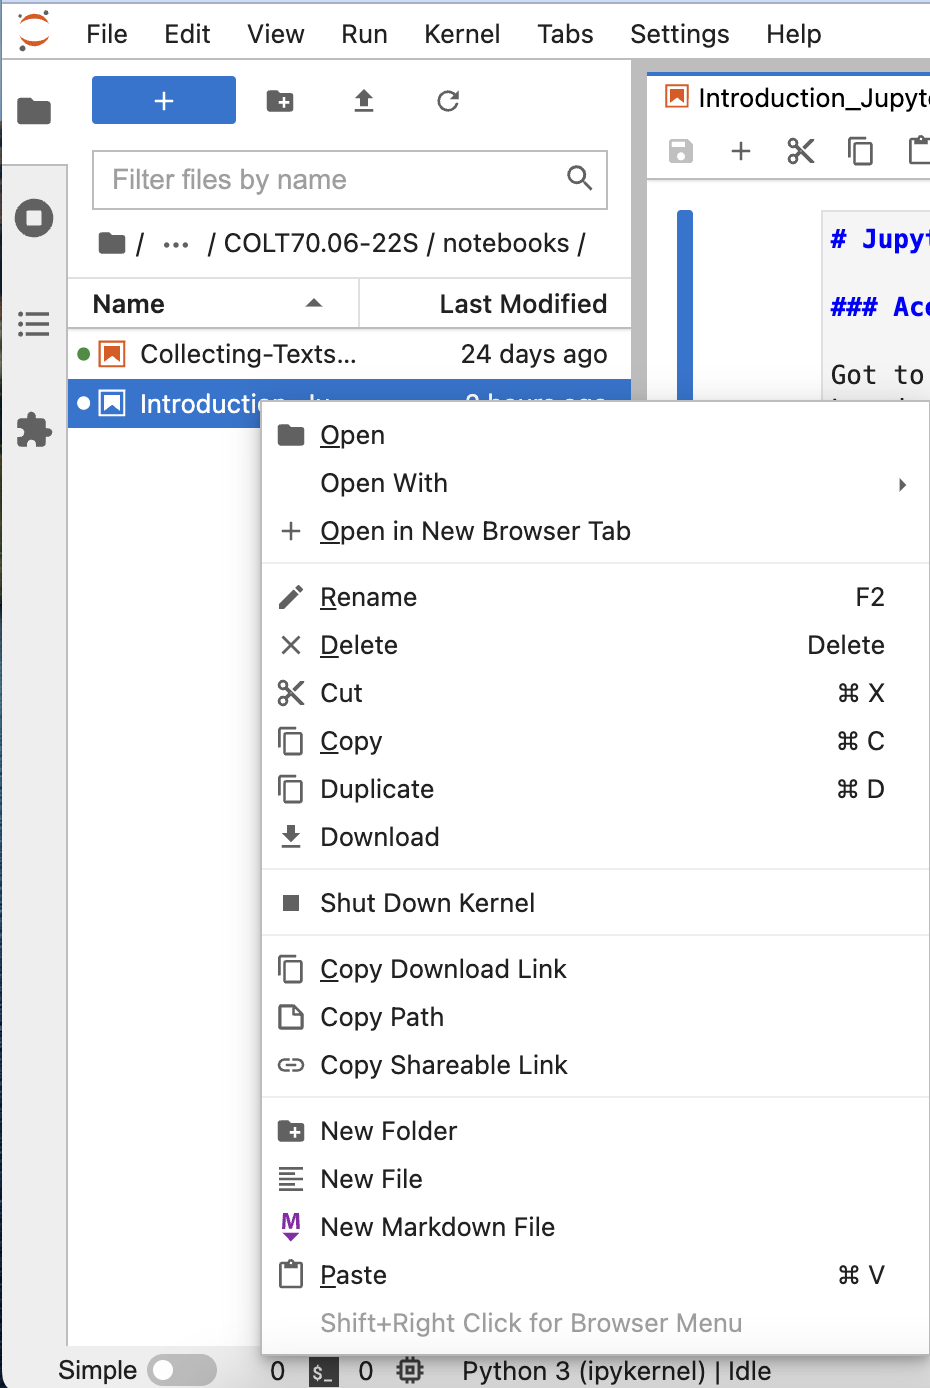 File Edit View Run Kernel Tabs Settings Help
+
Introduction_Jupyt
Filter files by name
/ ... / COLT70.06-22S / notebooks /
Name Last Modified
Collecting-Texts... 24 days ago
Introduction_Ju
# Jupyt
### Acc
Got to
Open
Open With
Open in New Browser Tab
Rename F2
Delete Delete
Cut ⌘ X
Copy ⌘ C
Duplicate ⌘ D
Download
Shut Down Kernel
Copy Download Link
Copy Path
Copy Shareable Link
New Folder
New File
M New Markdown File
Paste ⌘ V
Shift+Right Click for Browser Menu
Simple 0 $_ 0 Python 3 (ipykernel) | Idle